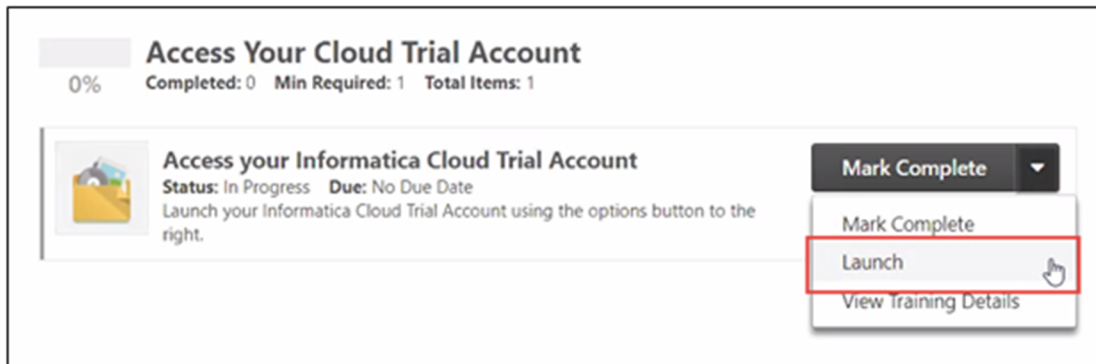 Access Your Cloud Trial Account
0%
Completed: 0 Min Required: 1 Total Items: 1
Access your Informatica Cloud Trial Account
Status: In Progress Due: No Due Date
Launch your Informatica Cloud Trial Account using the options button to the
right.
Mark Complete
Mark Complete
Launch
View Training Details